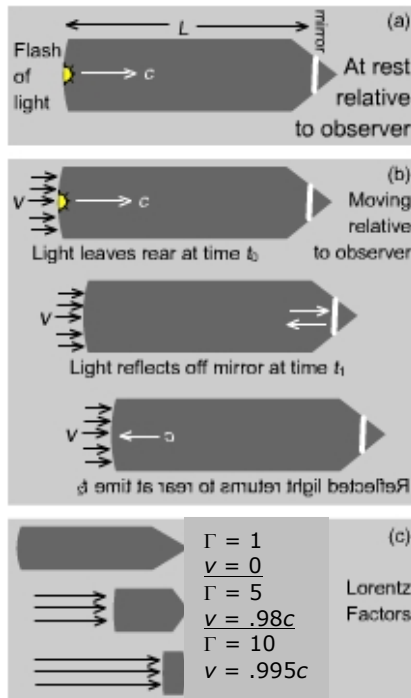 (a)
L
mirror
Flash
of
light
c
At rest
relative
to observer
(b)
v
c
Moving
relative
to observer
Light leaves rear at time t₀
v
Light reflects off mirror at time t₁
v
c
Reflected light returns to rear at time t₂
(c)
Γ = 1
v = 0
Γ = 5
v = .98c
Γ = 10
v = .995c
Lorentz
Factors